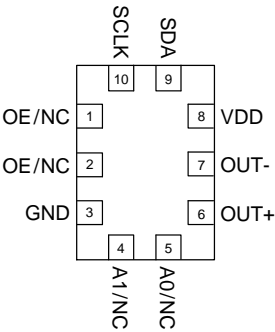 SCLK SDA
10 9
OE/NC 1 8 VDD
OE/NC 2 7 OUT-
GND 3 6 OUT+
4 5
A1/NC A0/NC